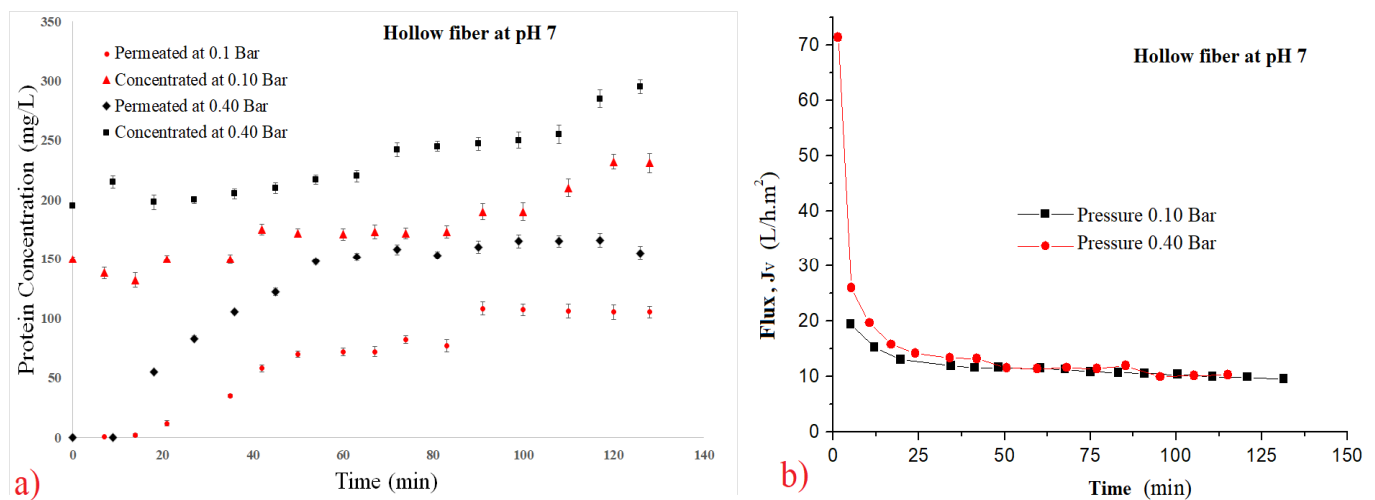 Hollow fiber at pH 7
Permeated at 0.1 Bar
Concentrated at 0.10 Bar
Permeated at 0.40 Bar
Concentrated at 0.40 Bar
Protein Concentration (mg/L)
350
300
250
200
150
100
50
0
0 20 40 60 80 100 120 140
Time (min)
a)
b)
Hollow fiber at pH 7
Pressure 0.10 Bar
Pressure 0.40 Bar
Flux, Jv (L/h.m²)
70
60
50
40
30
20
10
0
0 25 50 75 100 125 150
Time (min)